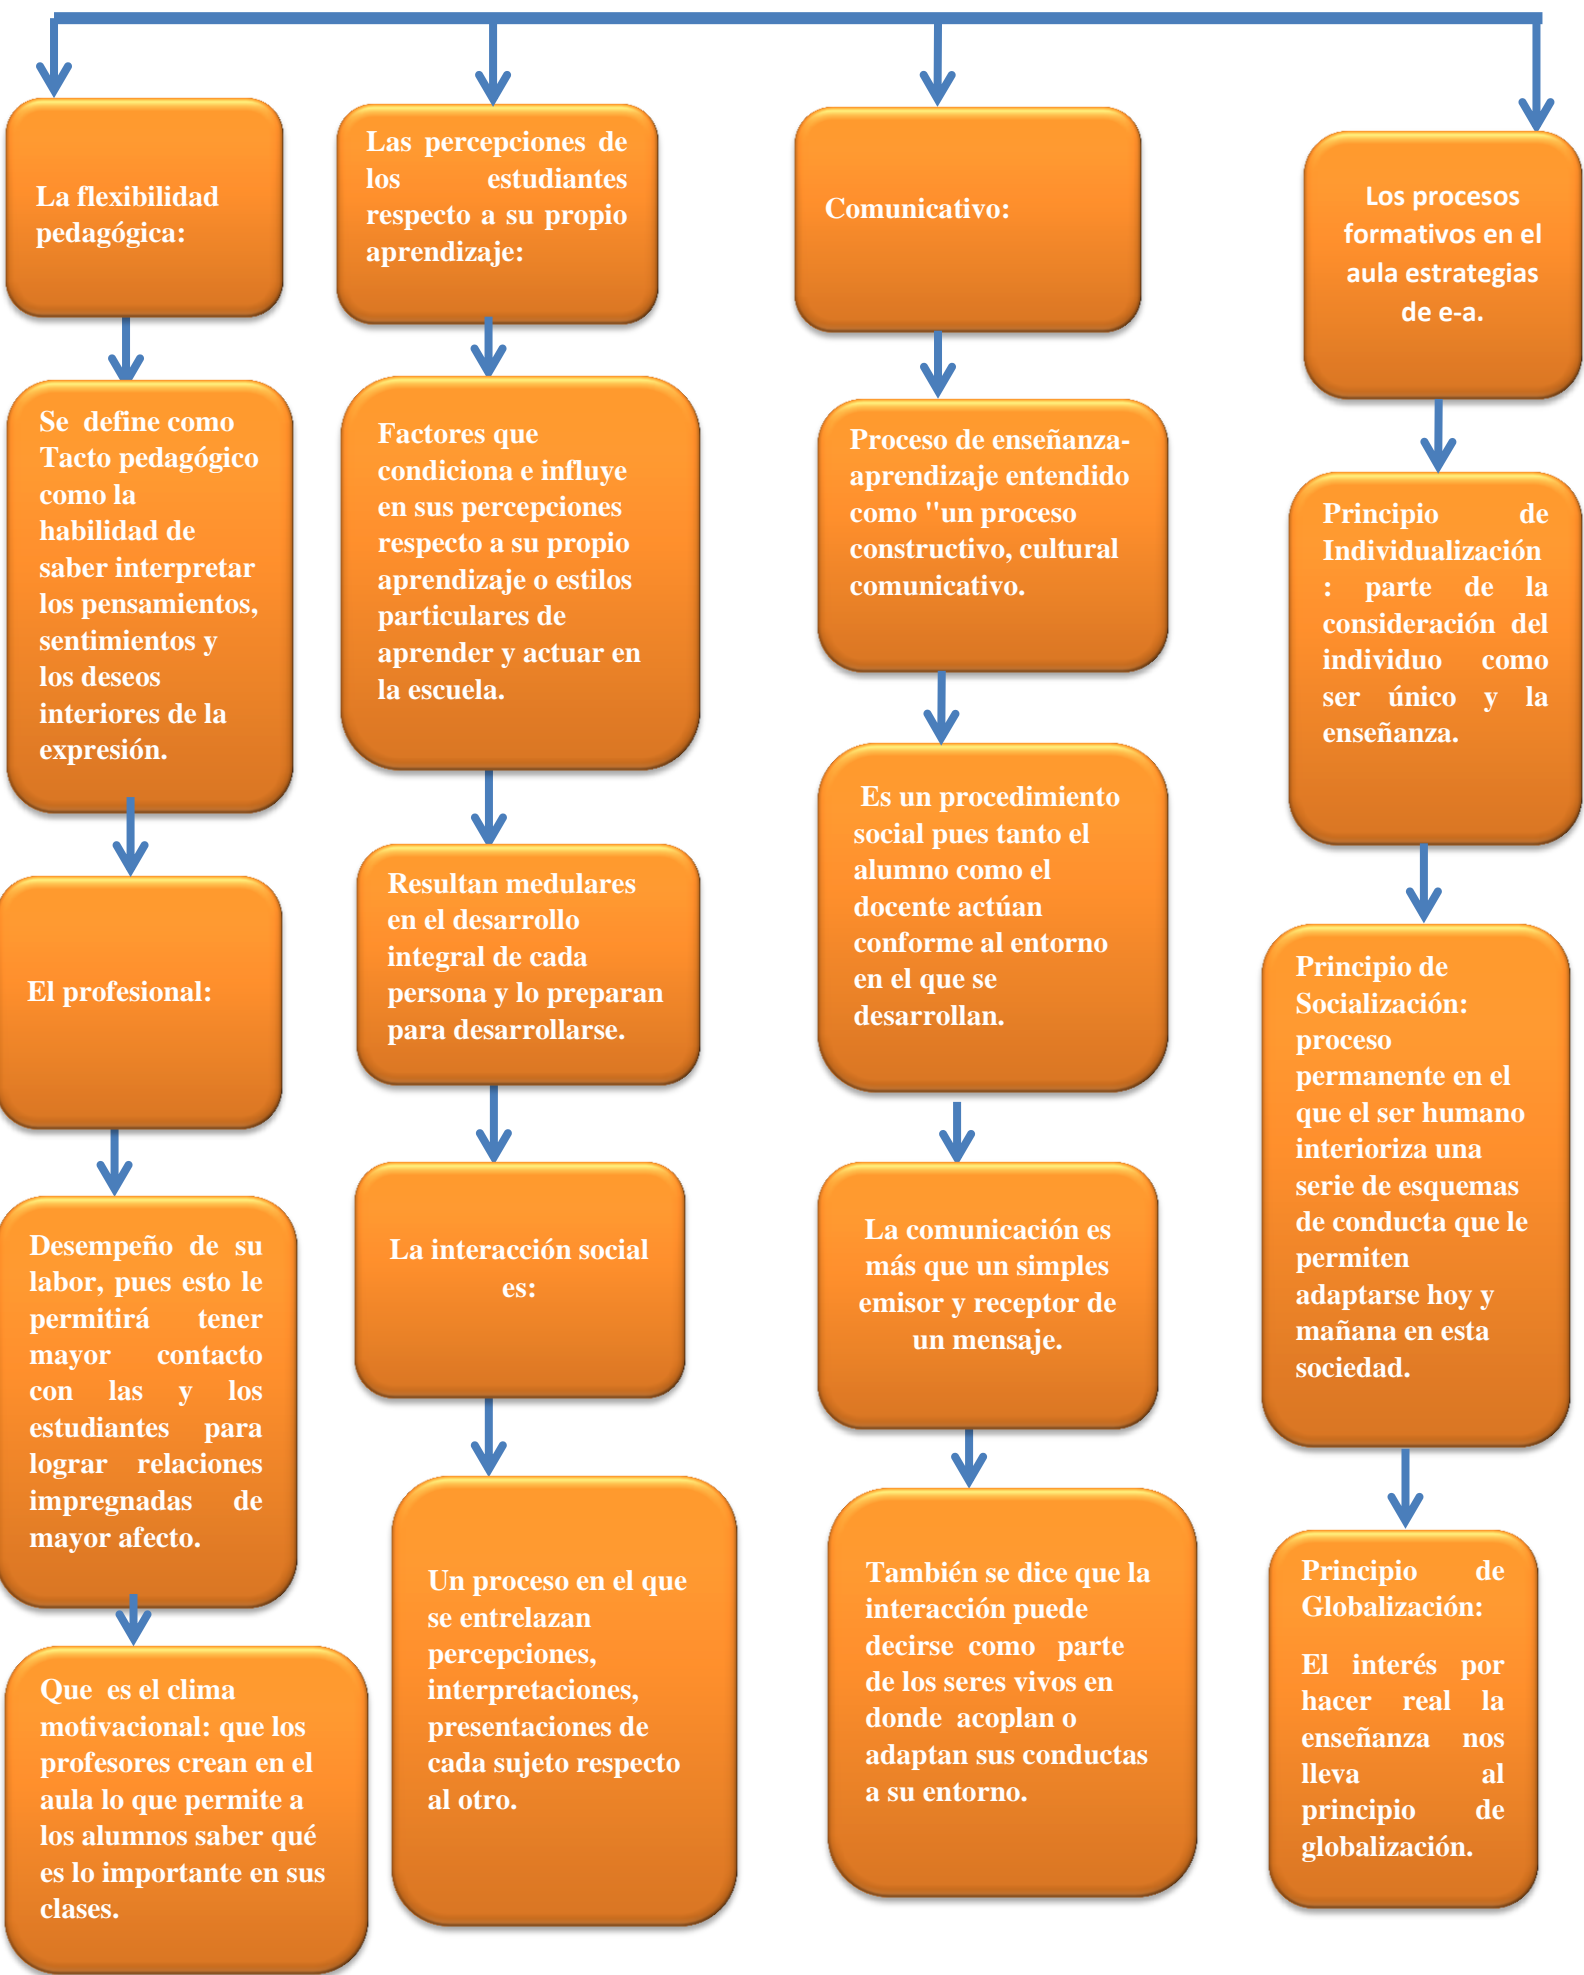 La flexibilidad
pedagógica:
Se  define como
Tacto pedagógico
como la
habilidad de
saber interpretar
los pensamientos,
sentimientos y
los deseos
interiores de la
expresión.
El profesional:
Desempeño de su
labor, pues esto le
permitirá tener
mayor contacto
con las y los
estudiantes para
lograr relaciones
impregnadas de
mayor afecto.
Que  es el clima
motivacional: que los
profesores crean en el
aula lo que permite a
los alumnos saber qué
es lo importante en sus
clases.
Las percepciones de
los estudiantes
respecto a su propio
aprendizaje:
Factores que
condiciona e influye
en sus percepciones
respecto a su propio
aprendizaje o estilos
particulares de
aprender y actuar en
la escuela.
Resultan medulares
en el desarrollo
integral de cada
persona y lo preparan
para desarrollarse.
La interacción social
es:
Un proceso en el que
se entrelazan
percepciones,
interpretaciones,
presentaciones de
cada sujeto respecto
al otro.
Comunicativo:
Proceso de enseñanza-
aprendizaje entendido
como "un proceso
constructivo, cultural
comunicativo.
Es un procedimiento
social pues tanto el
alumno como el
docente actúan
conforme al entorno
en el que se
desarrollan.
La comunicación es
más que un simples
emisor y receptor de
un mensaje.
También se dice que la
interacción puede
decirse  como   parte
de los seres vivos en
donde  acoplan o
adaptan sus conductas
a su entorno.
Los procesos
formativos en el
aula estrategias
de e-a.
Principio de
Individualización
: parte de la
consideración del
individuo como
ser único y la
enseñanza.
Principio de
Socialización:
proceso
permanente en el
que el ser humano
interioriza una
serie de esquemas
de conducta que le
permiten
adaptarse hoy y
mañana en esta
sociedad.
Principio de
Globalización:
El interés por
hacer real la
enseñanza nos
lleva al
principio de
globalización.